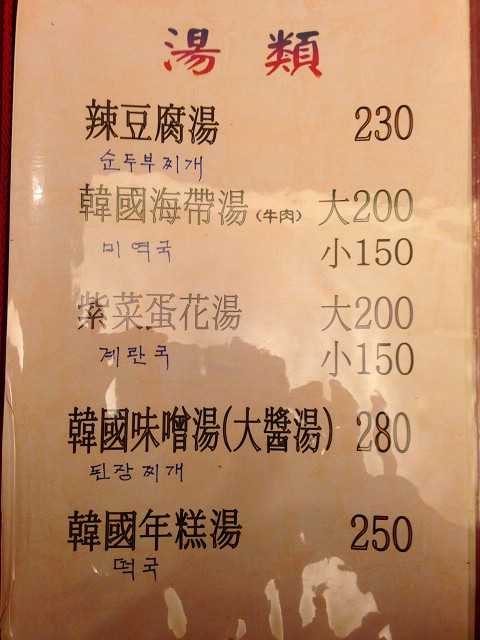 湯 類
辣豆腐湯 230
순두부찌개
韓國海帶湯(牛肉) 大200
미역국 小150
紫菜蛋花湯 大200
계란국 小150
韓國味噌湯(大醬湯) 280
된장찌개
韓國年糕湯 250
떡국